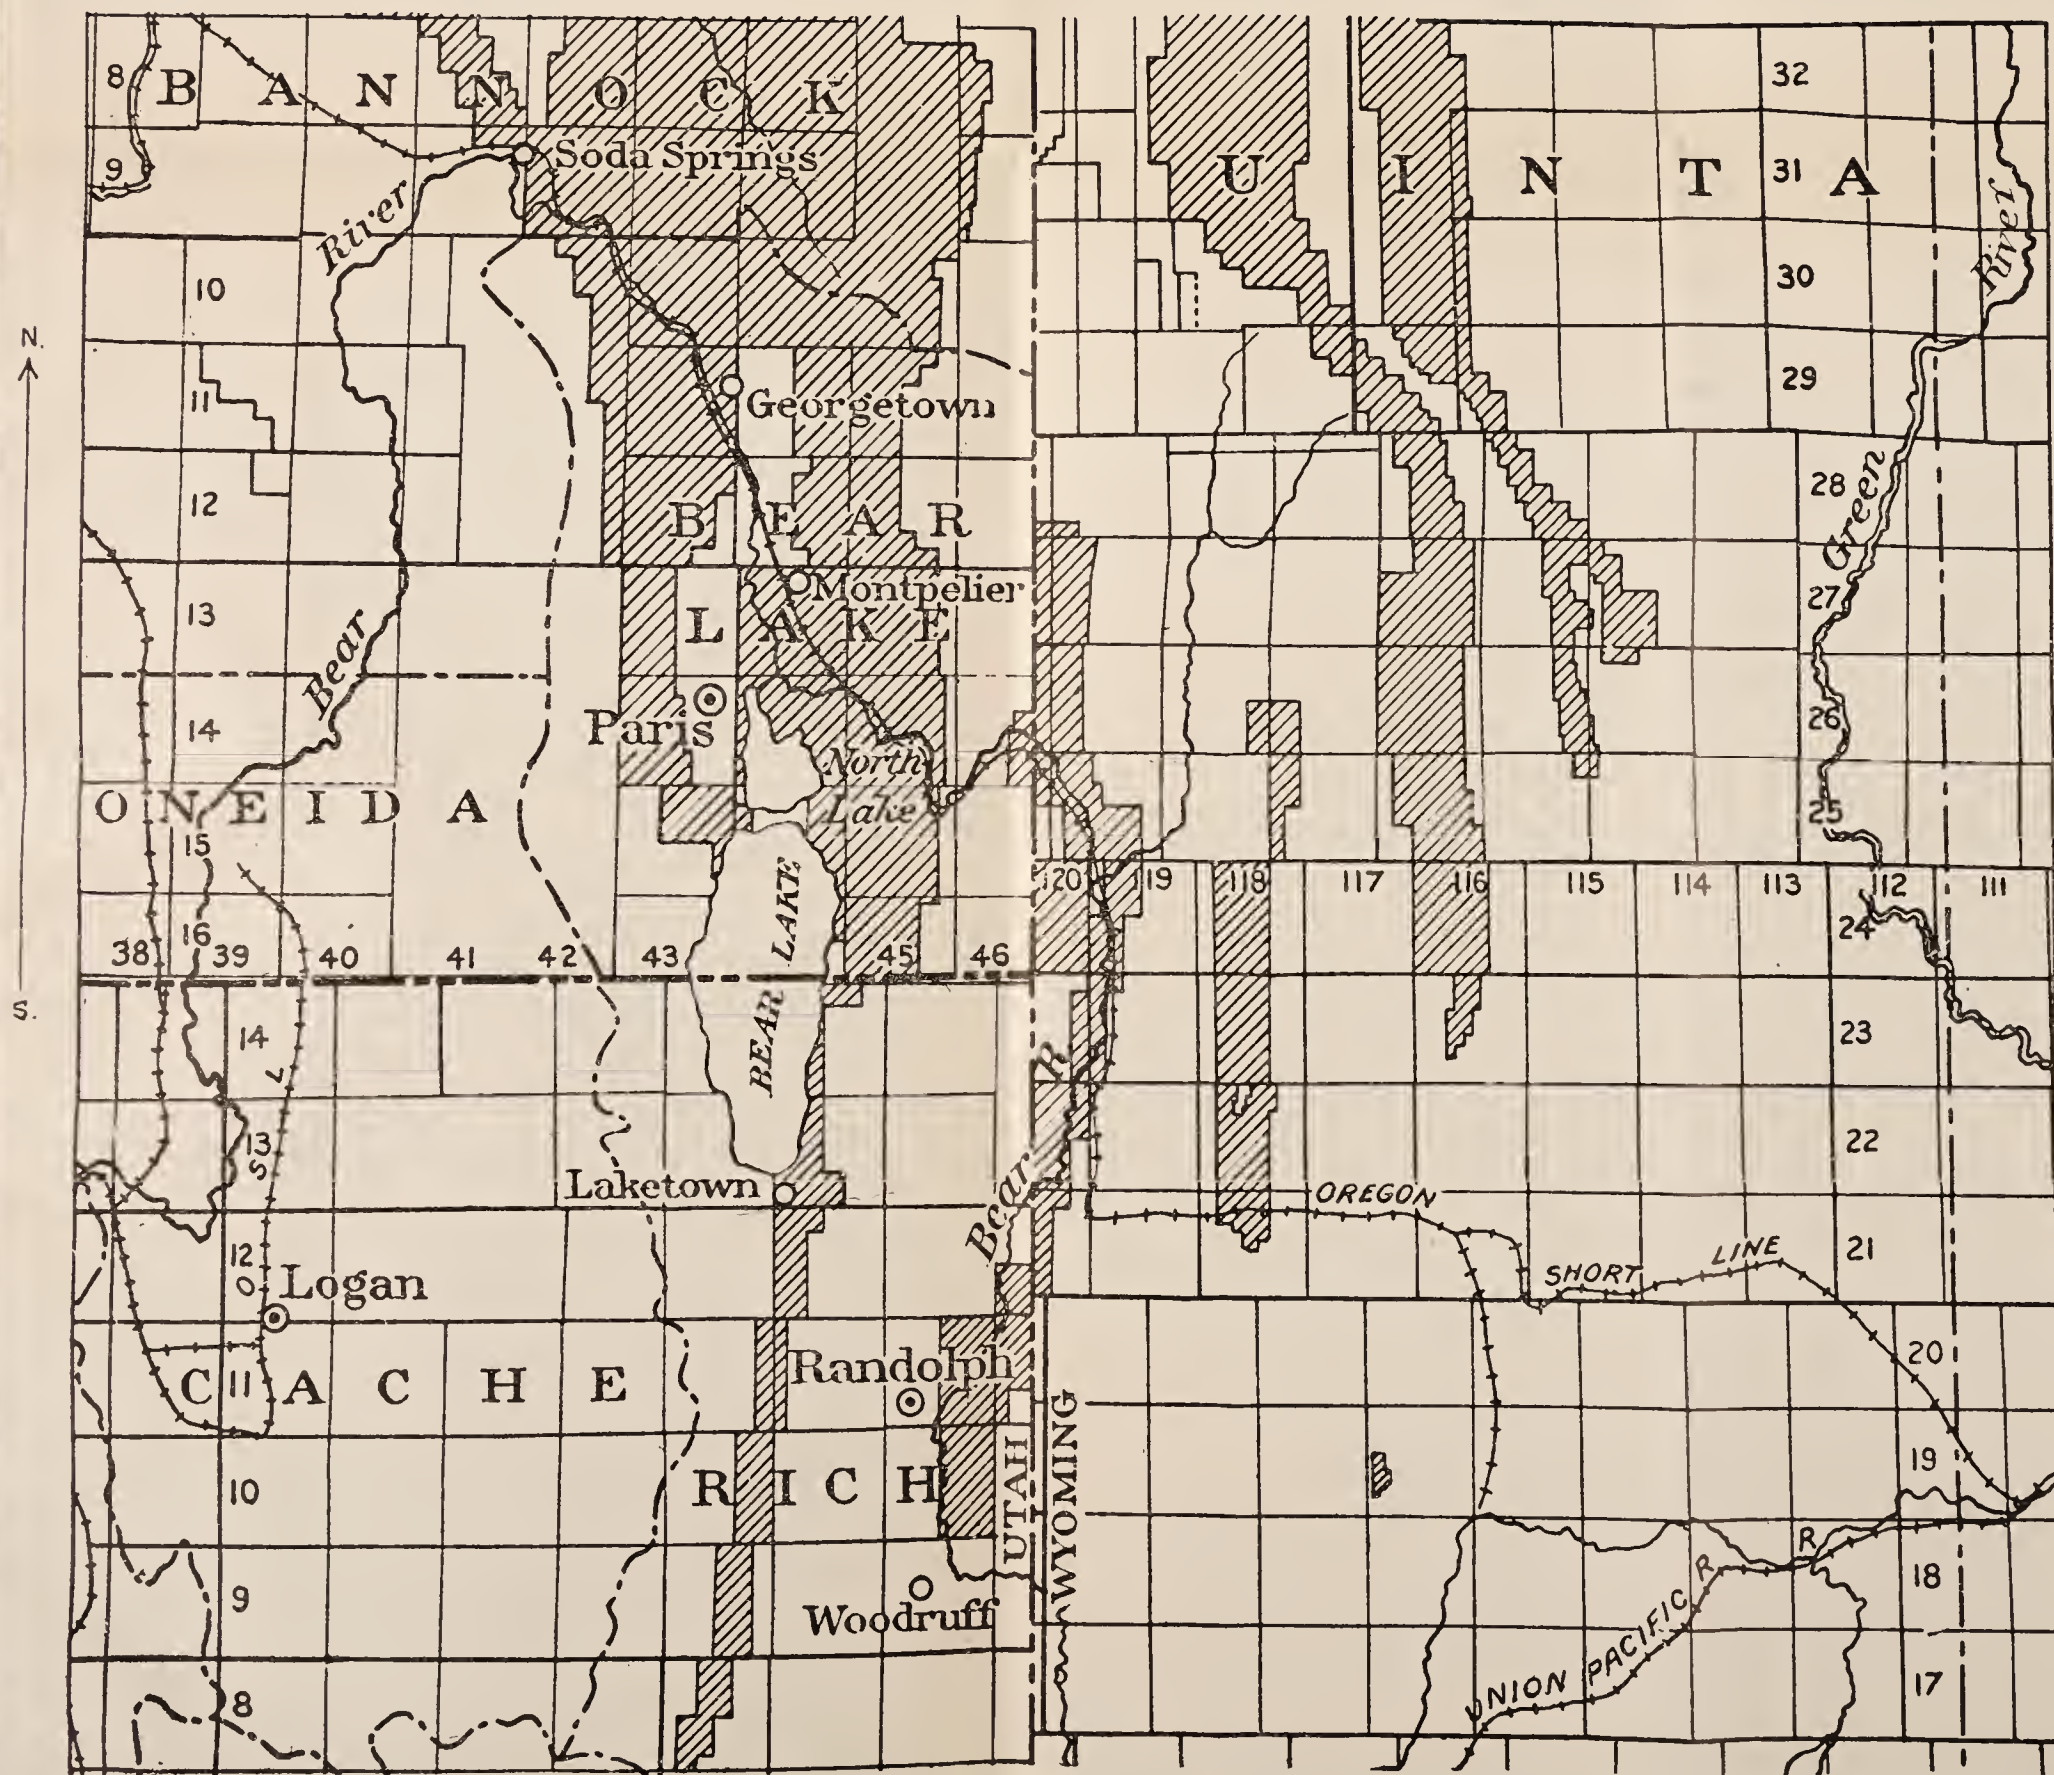 8
B A N N O C K
32
Soda Springs
9
U I N T A
31
River
10
30
River
N.
29
11
Georgetown
12
28
Green
B E A R
Montpelier
13
27
L A K E
Bear
14
Paris
26
North
Lake
O N E I D A
25
15
BEAR LAKE
120 119 118 117 116 115 114 113 112 111
16
24
38 39 40 41 42 43 45 46
S.
14
23
L
R
13
22
S
Laketown
Bear
OREGON
SHORT
LINE
21
12
O
Logan
20
C A C H E
11
Randolph
19
10
R I C H
UTAH
WYOMING
R
R
9
18
Woodruff
UNION PACIFIC
8
17